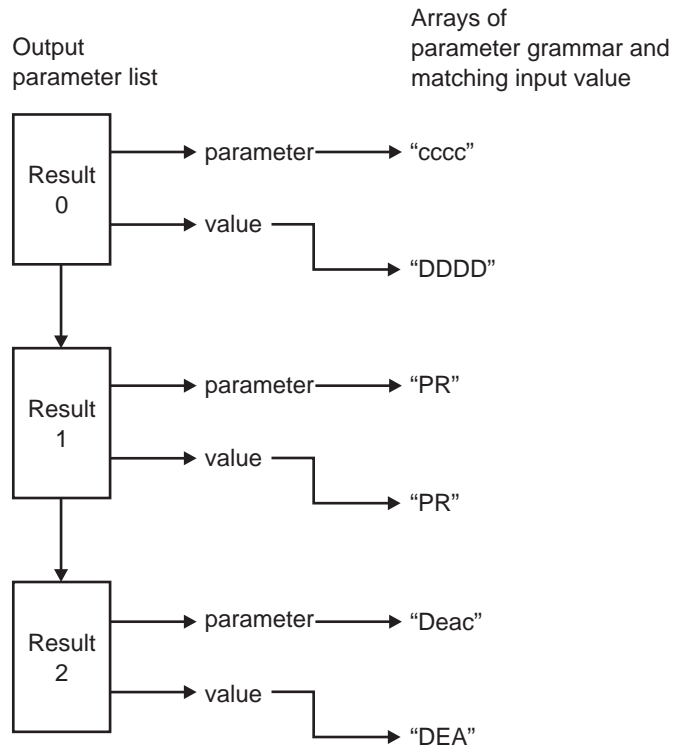 Output
parameter list
Arrays of
parameter grammar and
matching input value
Result
0
parameter
“cccc”
value
“DDDD”
Result
1
parameter
“PR”
value
“PR”
Result
2
parameter
“Deac”
value
“DEA”